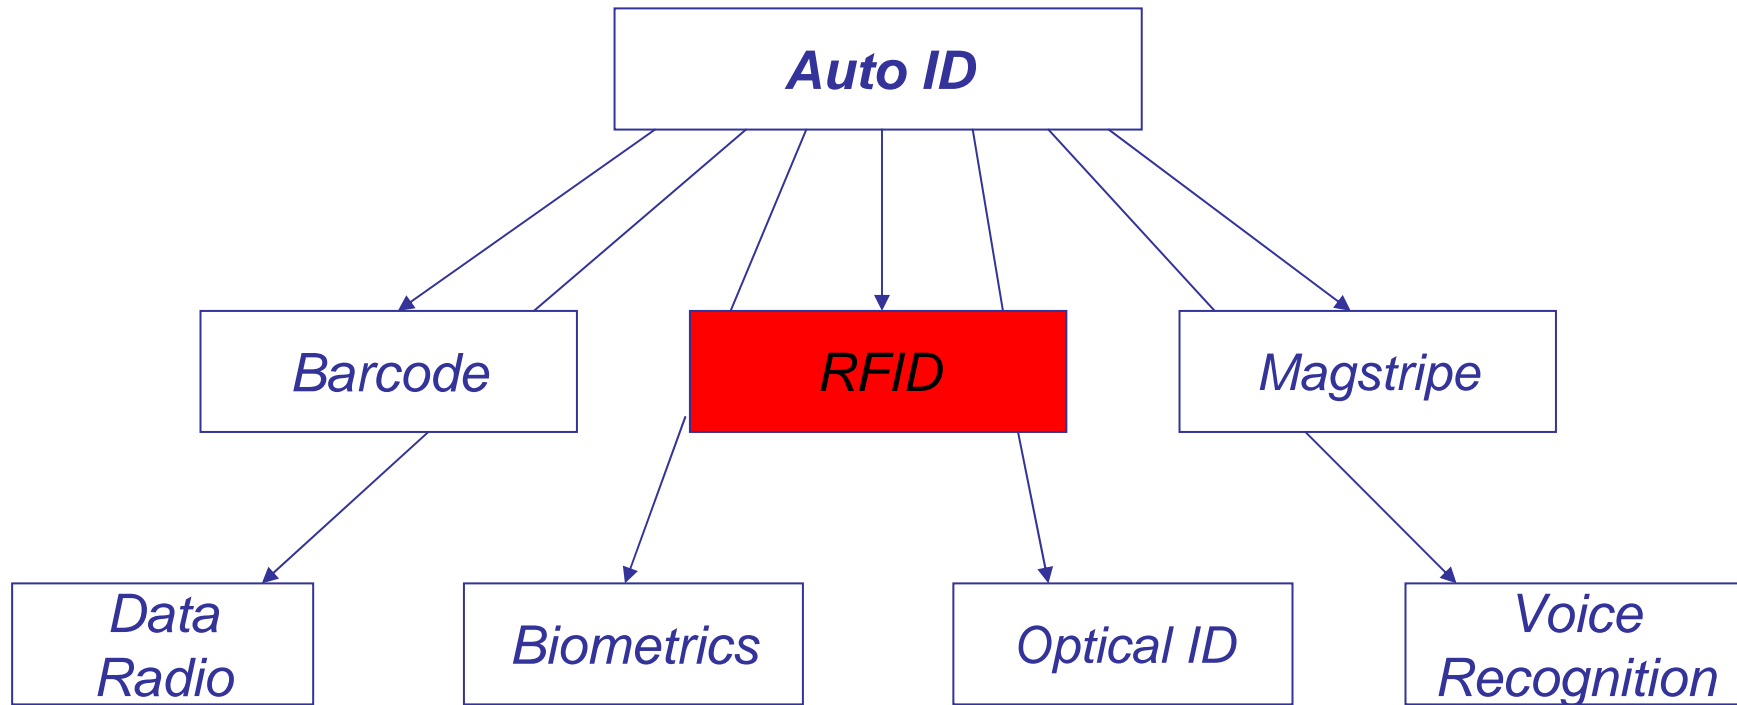 Auto ID
Barcode
RFID
Magstripe
Data
Radio
Biometrics
Optical ID
Voice
Recognition